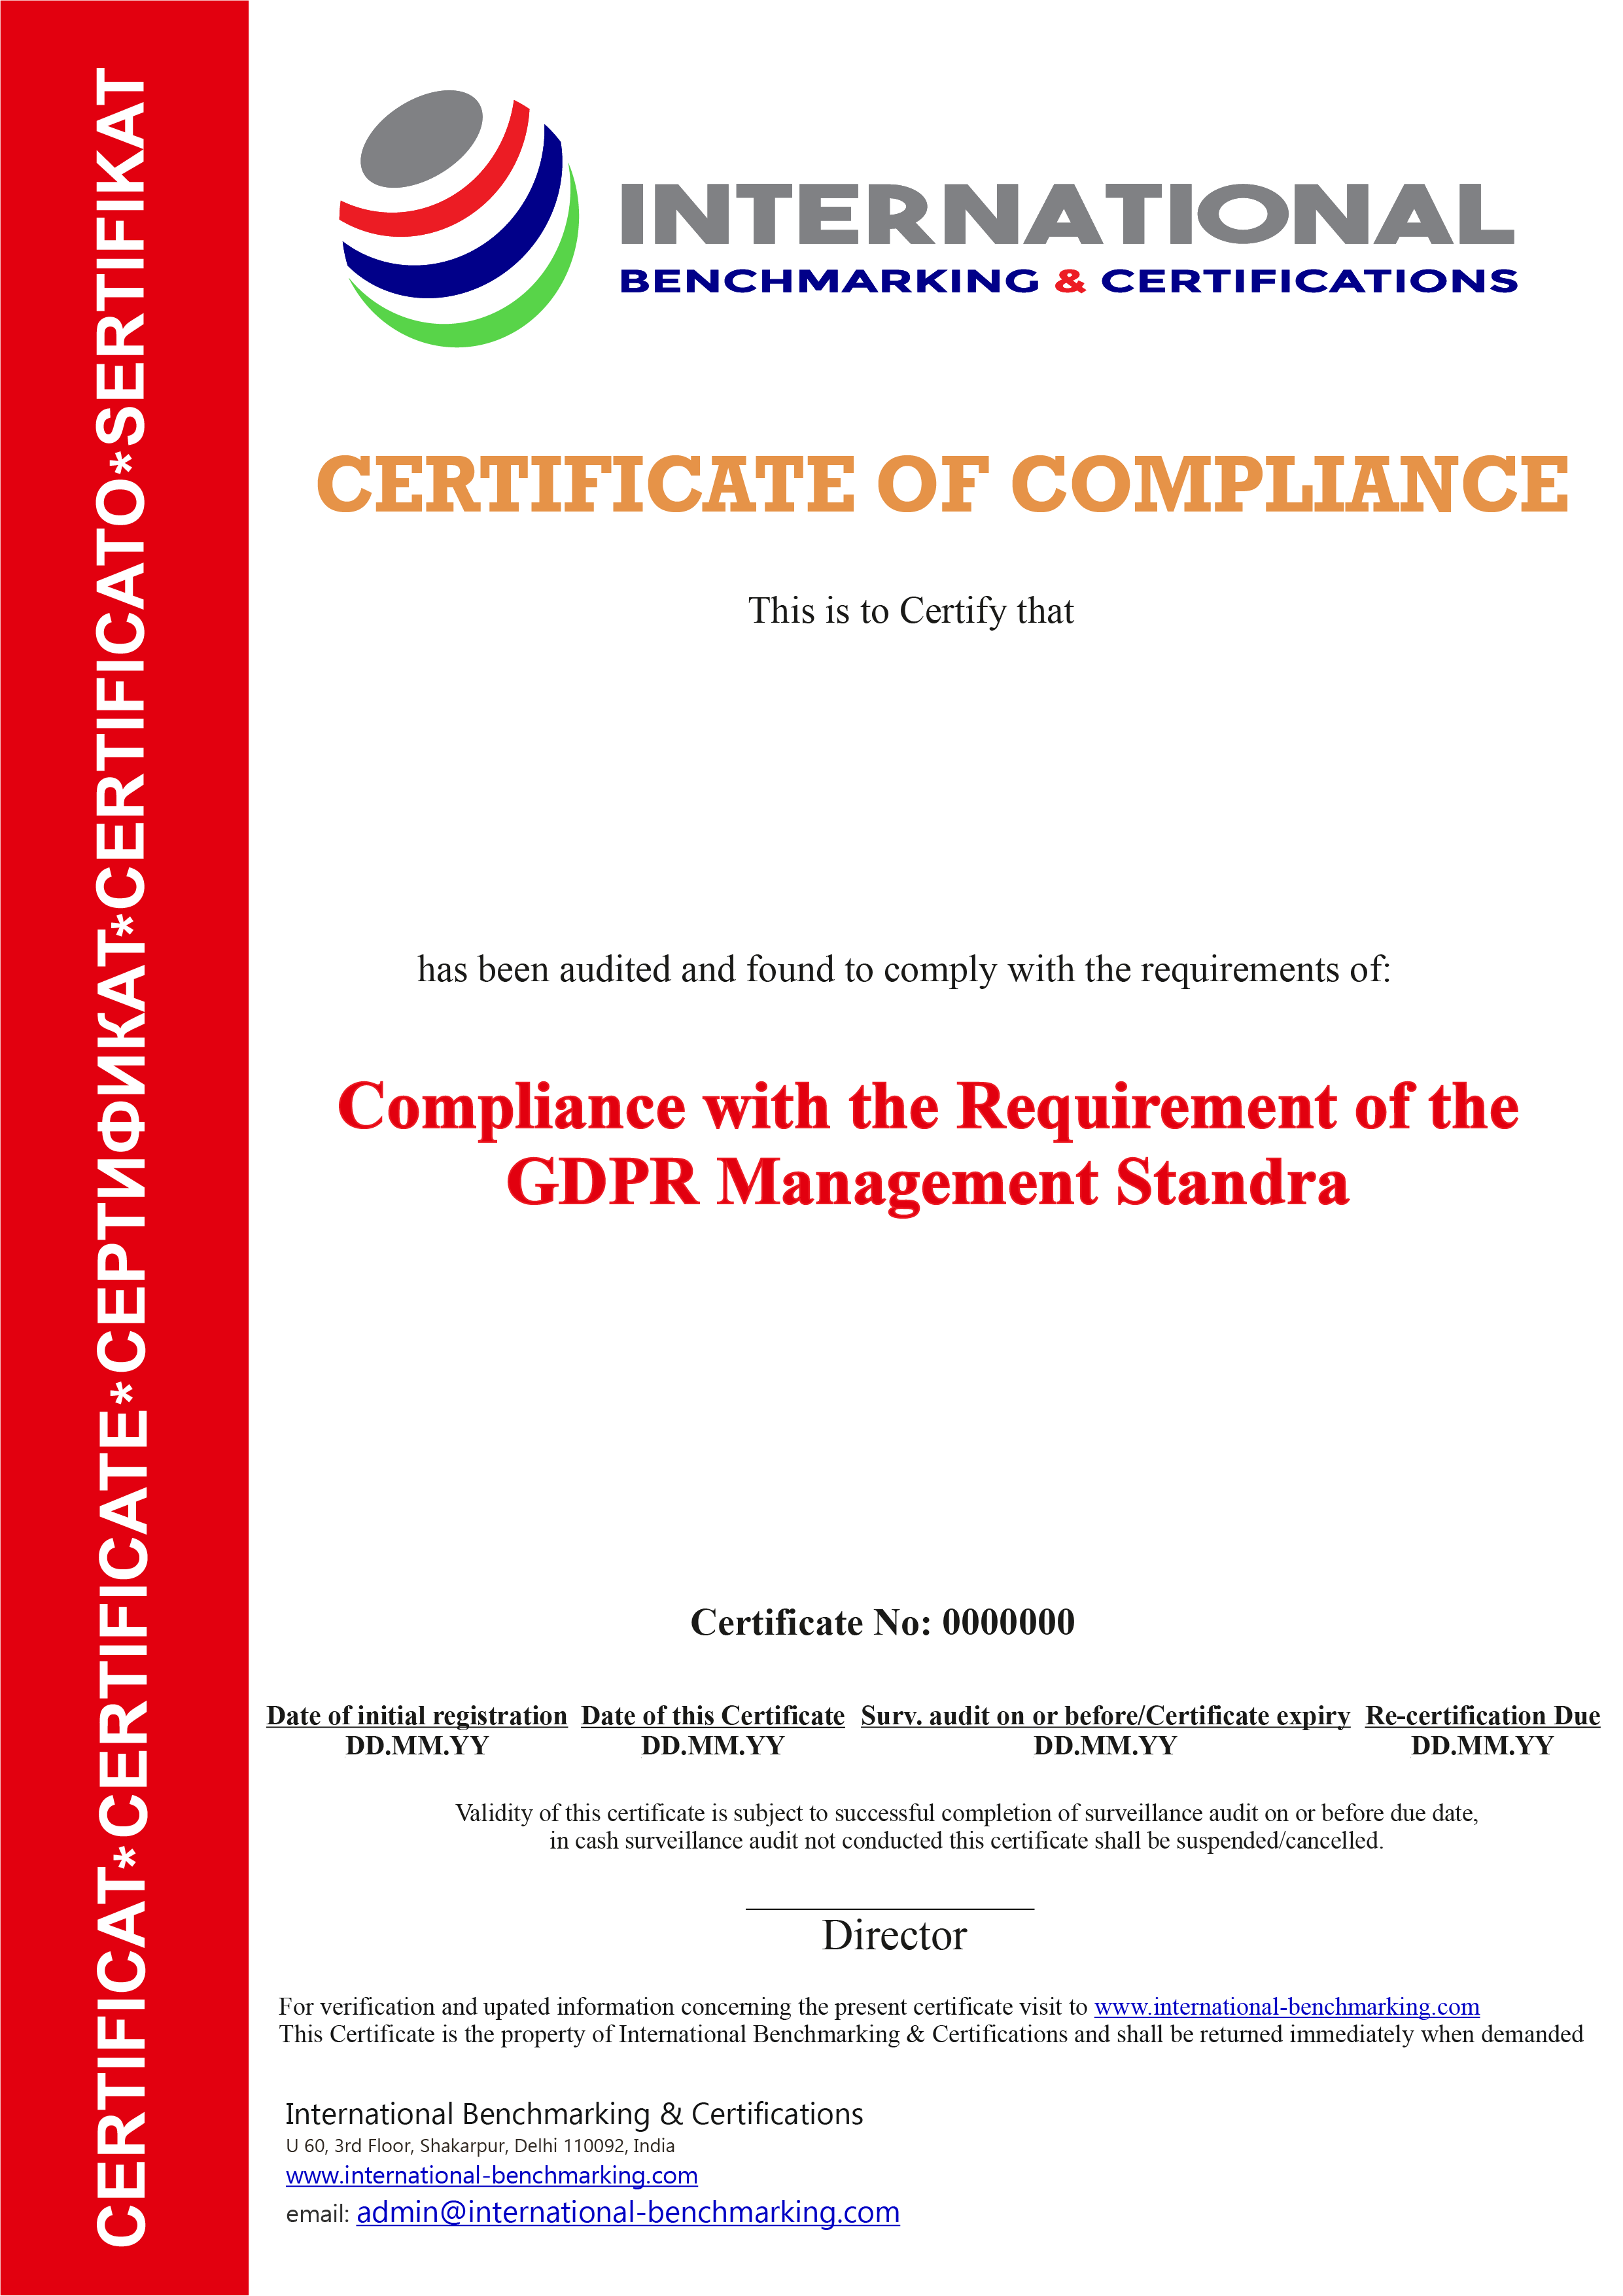 CERTIFICAT*CERTIFICATE*СЕРТИФИКАТ*CERTIFICATO*SERTIFIKAT
INTERNATIONAL
BENCHMARKING & CERTIFICATIONS
CERTIFICATE OF COMPLIANCE
This is to Certify that
has been audited and found to comply with the requirements of:
Compliance with the Requirement of the
GDPR Management Standra
Certificate No: 0000000
Date of initial registration Date of this Certificate Surv. audit on or before/Certificate expiry Re-certification Due
DD.MM.YY DD.MM.YY DD.MM.YY DD.MM.YY
Validity of this certificate is subject to successful completion of surveillance audit on or before due date,
in cash surveillance audit not conducted this certificate shall be suspended/cancelled.
Director
For verification and upated information concerning the present certificate visit to www.international-benchmarking.com
This Certificate is the property of International Benchmarking & Certifications and shall be returned immediately when demanded
International Benchmarking & Certifications
U 60, 3rd Floor, Shakarpur, Delhi 110092, India
www.international-benchmarking.com
email: admin@international-benchmarking.com